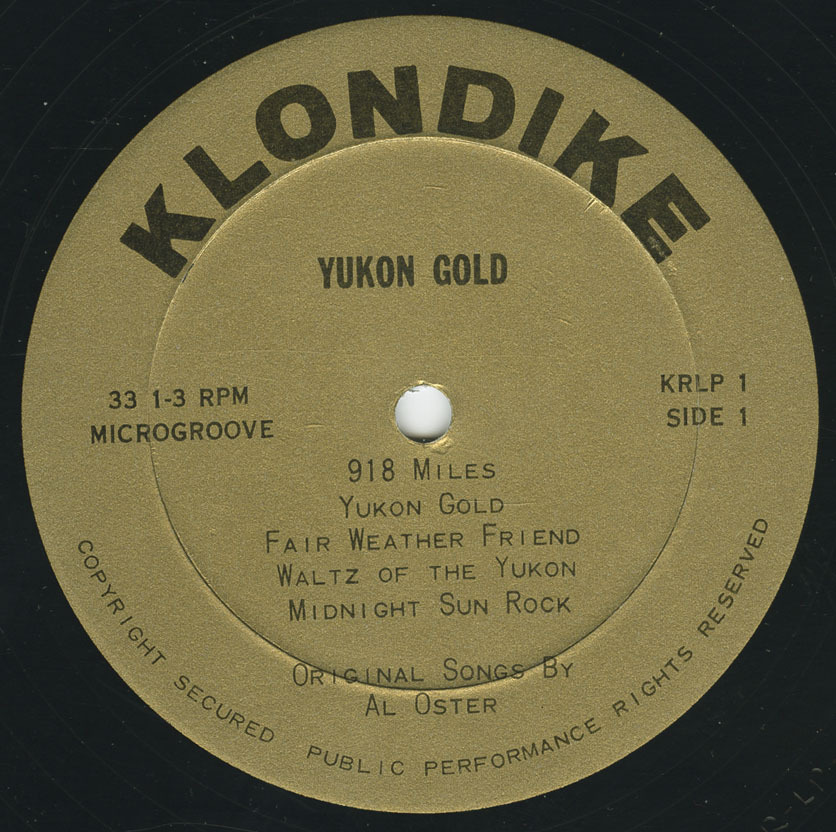 KLONDIKE
YUKON GOLD
33 1-3 RPM
MICROGROOVE
KRLP 1
SIDE 1
918 MILES
YUKON GOLD
FAIR WEATHER FRIEND
WALTZ OF THE YUKON
MIDNIGHT SUN ROCK
ORIGINAL SONGS BY
AL OSTER
COPYRIGHT SECURED PUBLIC PERFORMANCE RIGHTS RESERVED